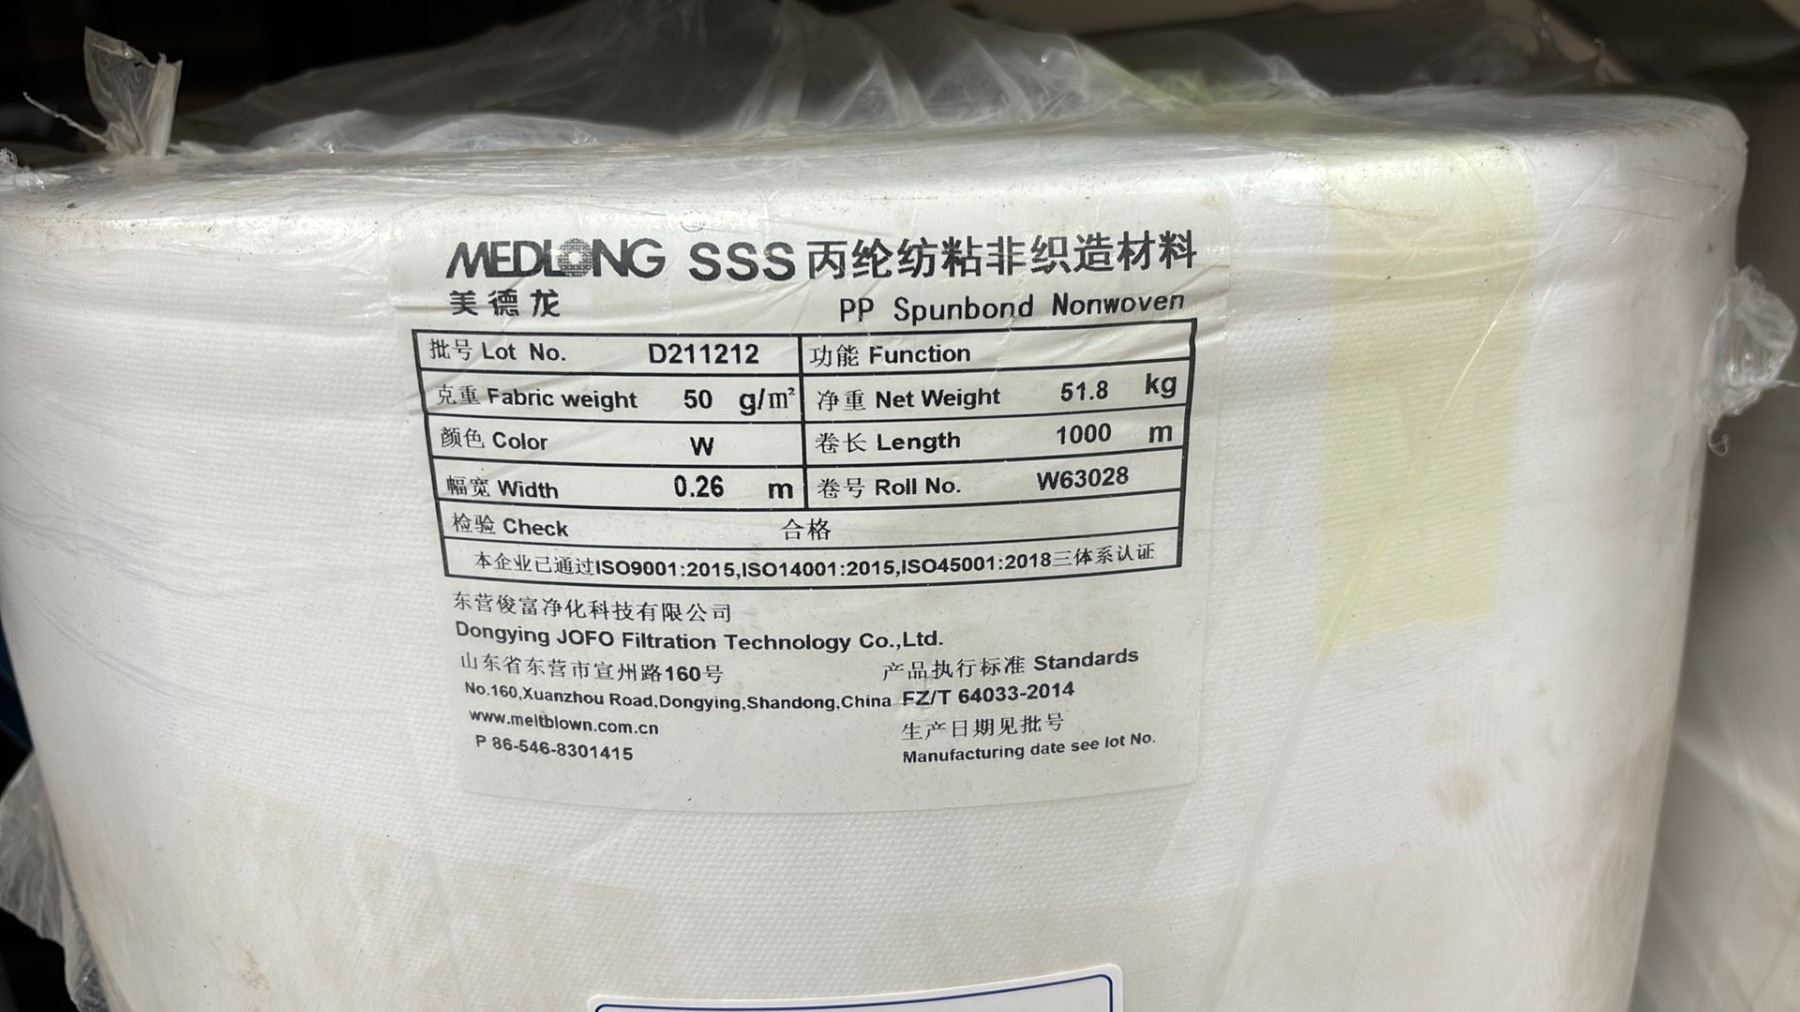 MEDLONG SSS 丙纶纺粘非织造材料
美德龙 PP Spunbond Nonwoven
批号 Lot No. D211212 功能 Function
克重 Fabric weight 50 g/m² 净重 Net Weight 51.8 kg
颜色 Color W 卷长 Length 1000 m
幅宽 Width 0.26 m 卷号 Roll No. W63028
检验 Check 合格
本企业已通过ISO9001:2015,ISO14001:2015,ISO45001:2018三体系认证
东营俊富净化科技有限公司
Dongying JOFO Filtration Technology Co.,Ltd.
山东省东营市宣州路160号 产品执行标准 Standards
No.160,Xuanzhou Road,Dongying,Shandong,China FZ/T 64033-2014
www.meltblown.com.cn 生产日期见批号
P 86-546-8301415 Manufacturing date see lot No.